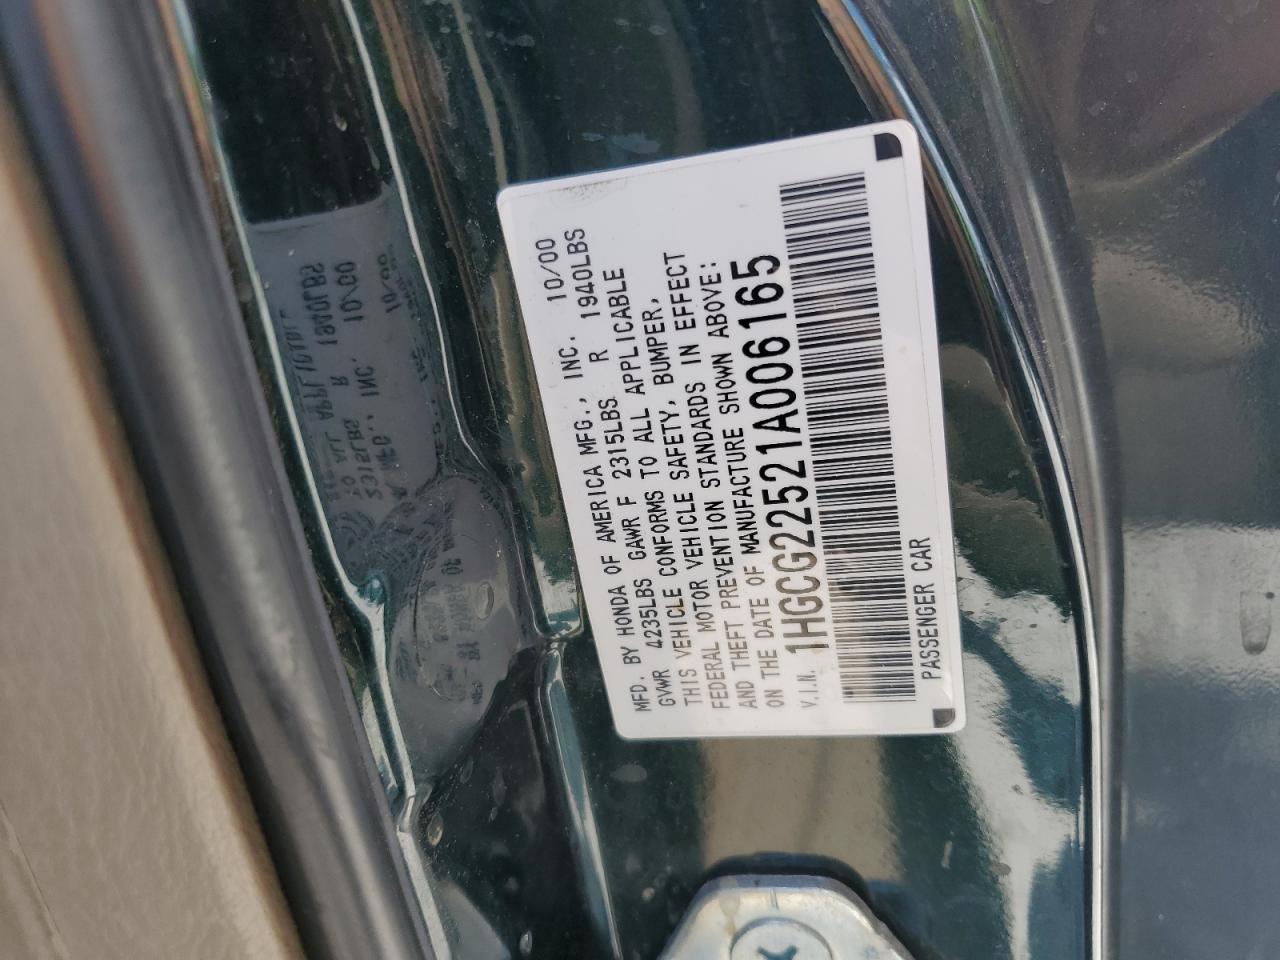 MFD. BY HONDA OF AMERICA MFG., INC. 10/00
GVWR 4235LBS GAWR F 2315LBS R 1940LBS
THIS VEHICLE CONFORMS TO ALL APPLICABLE
FEDERAL MOTOR VEHICLE SAFETY, BUMPER,
AND THEFT PREVENTION STANDARDS IN EFFECT
ON THE DATE OF MANUFACTURE SHOWN ABOVE:
V.I.N. 1HGCG22521A006165
PASSENGER CAR